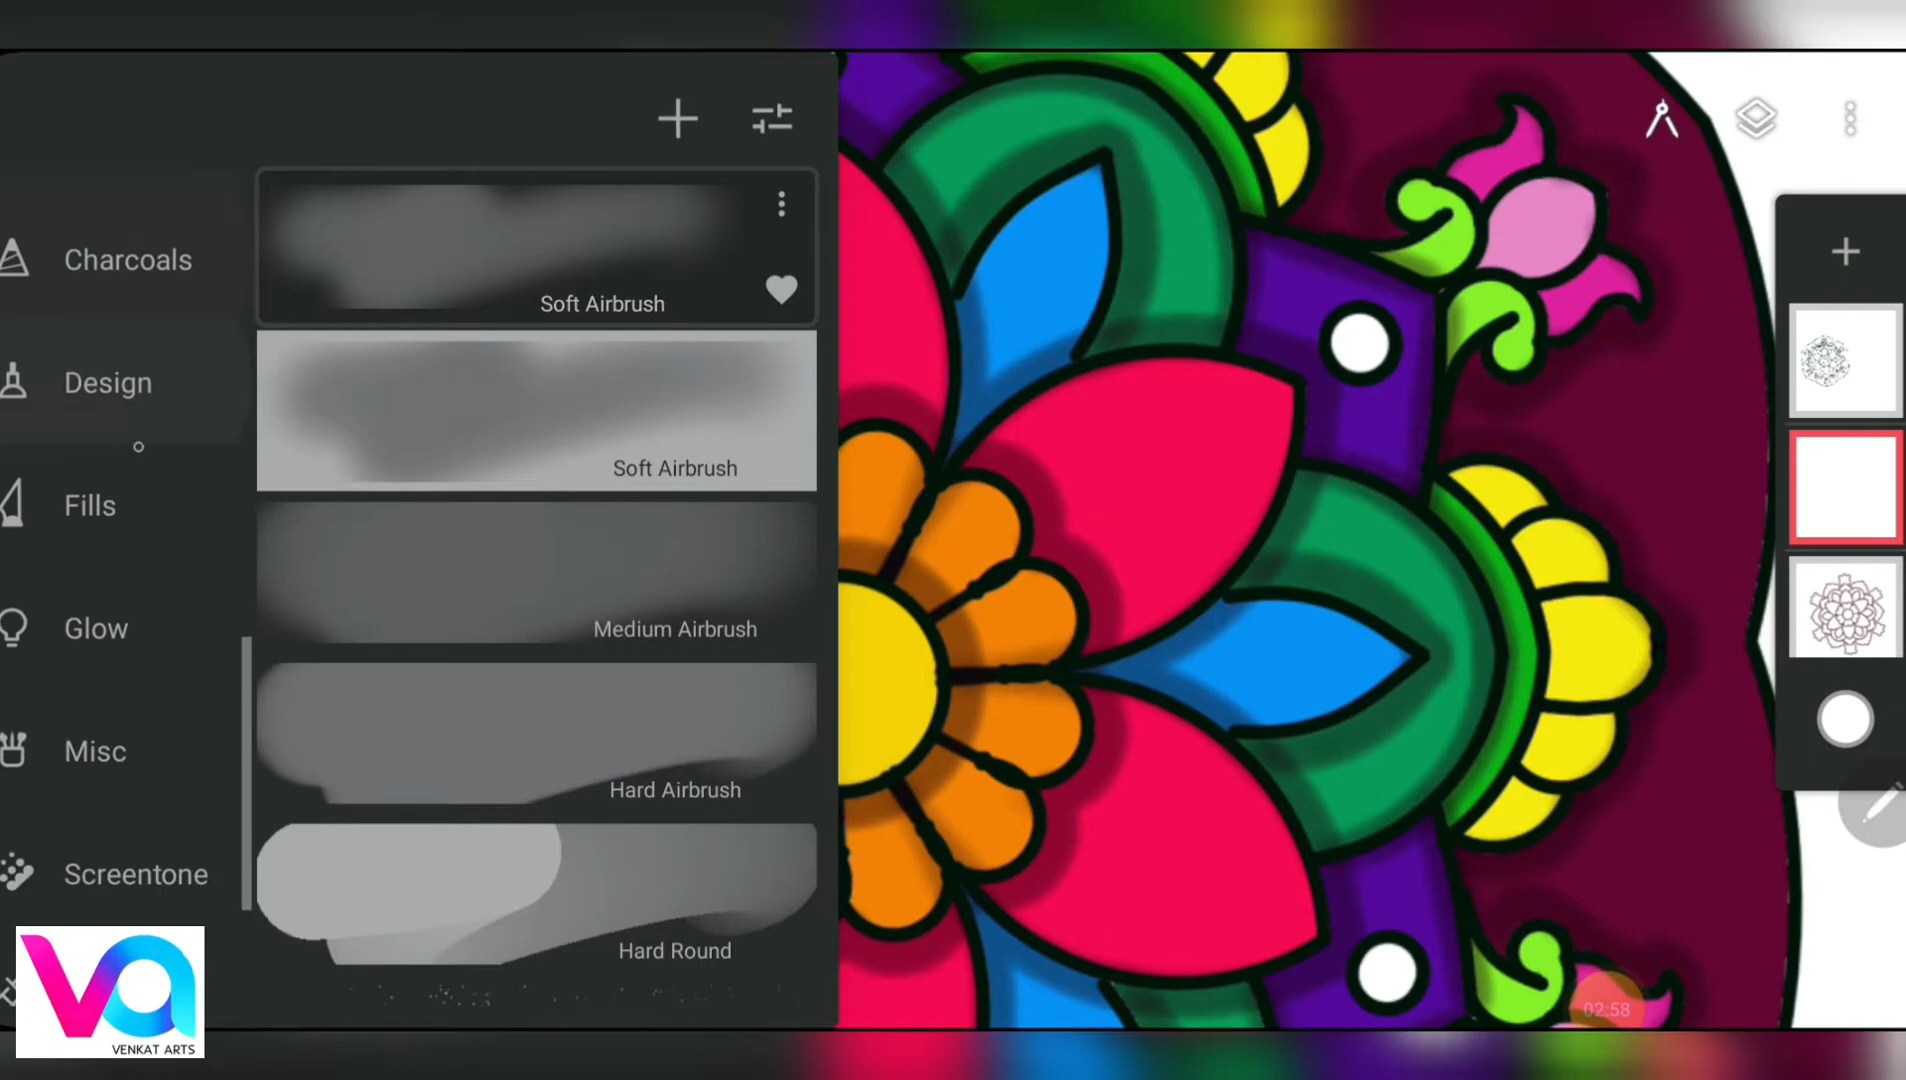 Charcoals
Design
Fills
Glow
Misc
Screentone
Soft Airbrush
Soft Airbrush
Medium Airbrush
Hard Airbrush
Hard Round
02:58
VENKAT ARTS